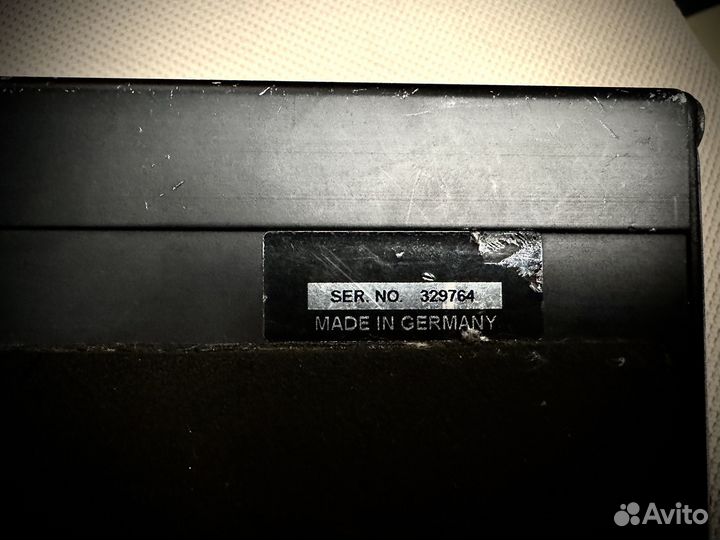 SER. NO. 329764
MADE IN GERMANY
Avito